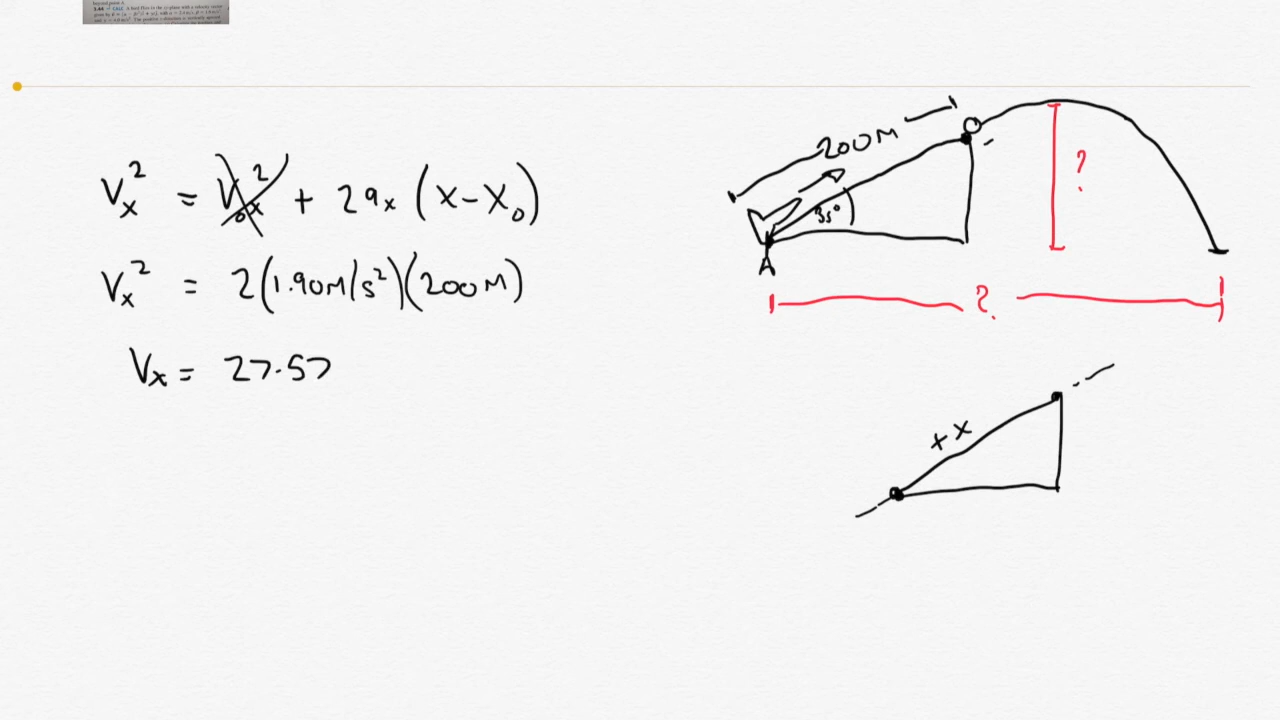 Vx² = V₀x² + 2ax (x-x₀)
Vx² = 2(1.90M/s²)(200M)
Vx = 27.57
200M
35°
A
?
?
+x